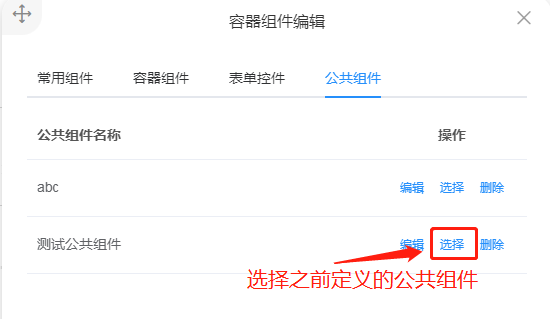 容器组件编辑
常用组件 容器组件 表单控件 公共组件
公共组件名称 操作
abc 编辑 选择 删除
测试公共组件 编辑 选择 删除
选择之前定义的公共组件